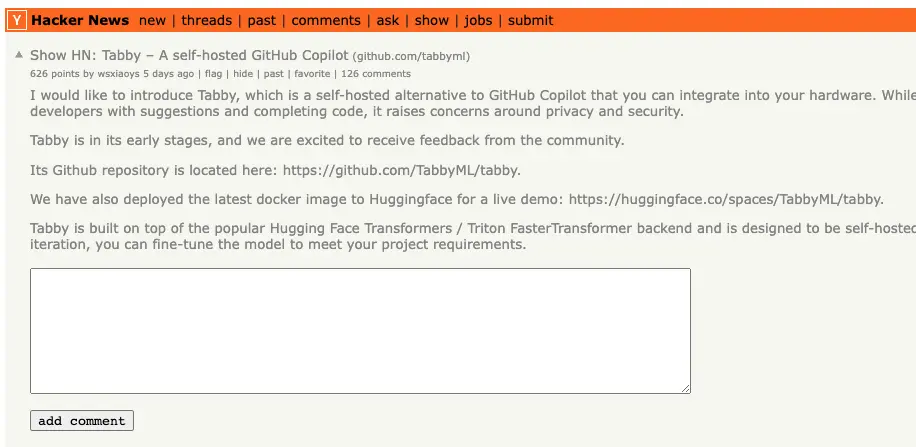 Y Hacker News new | threads | past | comments | ask | show | jobs | submit
Show HN: Tabby – A self-hosted GitHub Copilot (github.com/tabbyml)
626 points by wsxiaoys 5 days ago | flag | hide | past | favorite | 126 comments
I would like to introduce Tabby, which is a self-hosted alternative to GitHub Copilot that you can integrate into your hardware. While
developers with suggestions and completing code, it raises concerns around privacy and security.
Tabby is in its early stages, and we are excited to receive feedback from the community.
Its Github repository is located here: https://github.com/TabbyML/tabby.
We have also deployed the latest docker image to Huggingface for a live demo: https://huggingface.co/spaces/TabbyML/tabby.
Tabby is built on top of the popular Hugging Face Transformers / Triton FasterTransformer backend and is designed to be self-hosted
iteration, you can fine-tune the model to meet your project requirements.
add comment